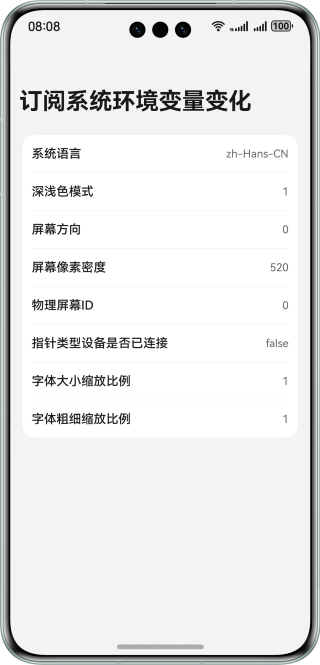 08:08
100
订阅系统环境变量变化
系统语言 zh-Hans-CN
深浅色模式 1
屏幕方向 0
屏幕像素密度 520
物理屏幕ID 0
指针类型设备是否已连接 false
字体大小缩放比例 1
字体粗细缩放比例 1